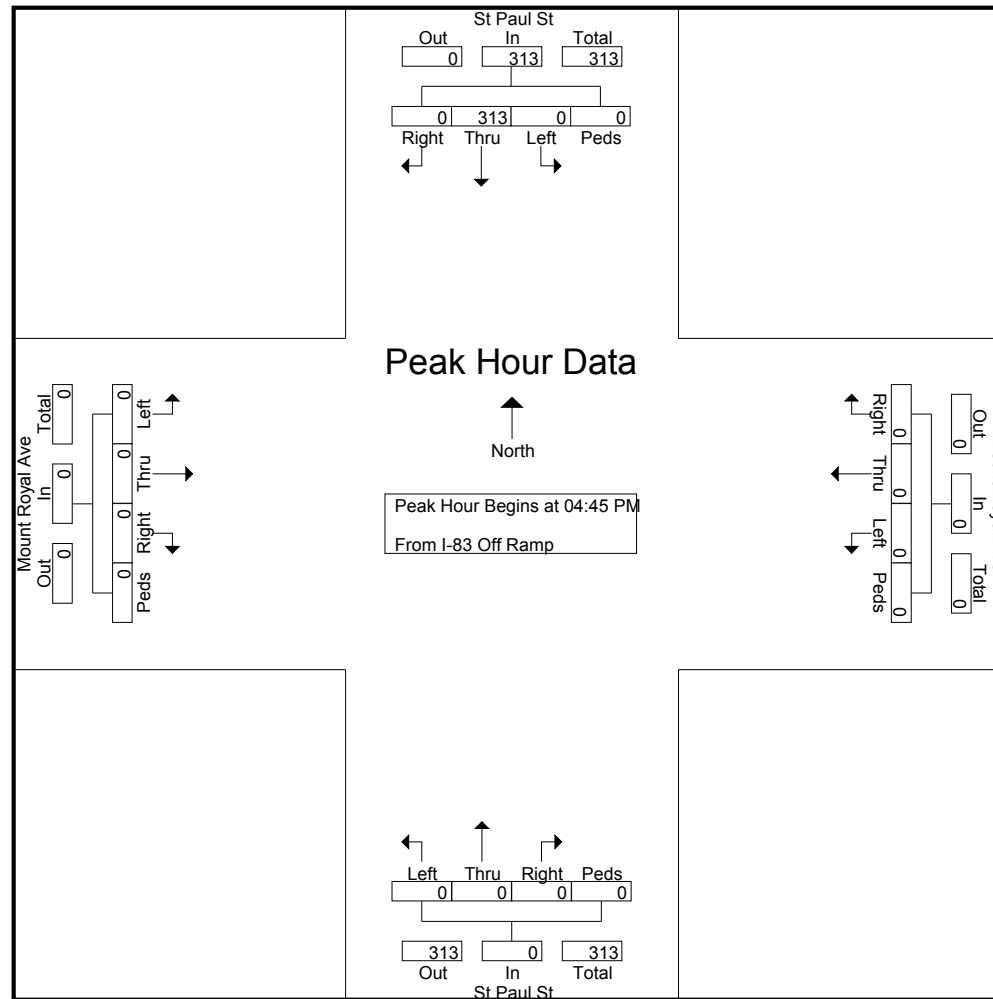 St Paul St
Out In Total
0 313 313
0 313 0 0
Right Thru Left Peds
Peak Hour Data
North
Peak Hour Begins at 04:45 PM
From I-83 Off Ramp
Mount Royal Ave
Out In Total
0 0 0
0 0 0 0
Left Thru Right Peds
Right Thru Left Peds
0 0 0 0
0 0 0
Out In Total
Left Thru Right Peds
0 0 0 0
313 0 313
Out In Total
St Paul St